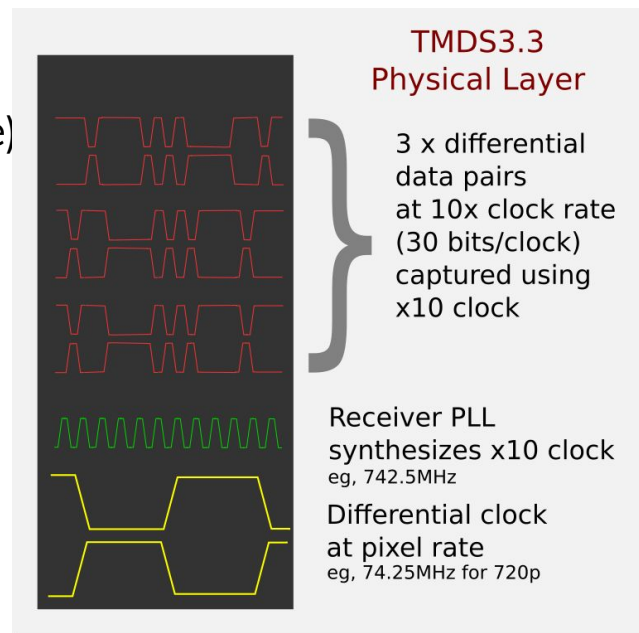 TMDS3.3
Physical Layer
e)
3 x differential
data pairs
at 10x clock rate
(30 bits/clock)
captured using
x10 clock
Receiver PLL
synthesizes x10 clock
eg, 742.5MHz
Differential clock
at pixel rate
eg, 74.25MHz for 720p